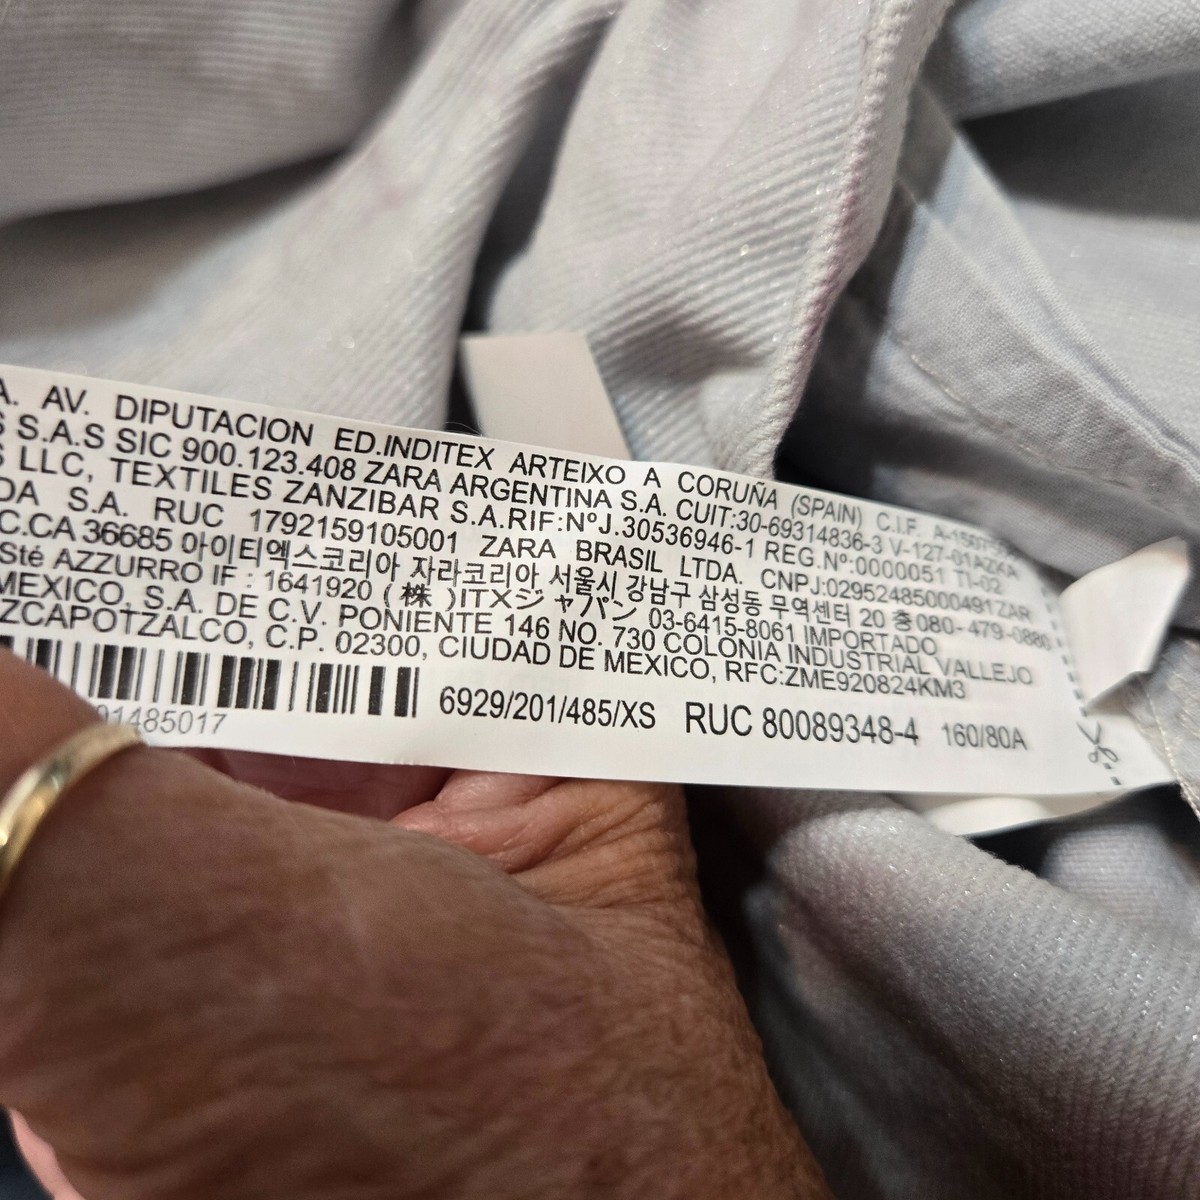 A. AV. DIPUTACION ED.INDITEX ARTEIXO A CORUÑA (SPAIN) C.I.F.
S.A.S SIC 900.123.408 ZARA ARGENTINA S.A. CUIT:30-69314836-3 V-127-01AZKA
LLC, TEXTILES ZANZIBAR S.A.RIF:NºJ.30536946-1 REG.Nº:0000051 TI-02
DA S.A. RUC 1792159105001 ZARA BRASIL LTDA. CNPJ:02952485000491ZAR
C.CA 36685 아이티엑스코리아 자라코리아 서울시 강남구 삼성동 무역센터 20 층 080-479-0880
Sté AZZURRO IF : 1641920 (株)ITXジャパン 03-6415-8061 IMPORTADO
MEXICO, S.A. DE C.V. PONIENTE 146 NO. 730 COLONIA INDUSTRIAL VALLEJO
ZCAPOTZALCO, C.P. 02300, CIUDAD DE MEXICO, RFC:ZME920824KM3
91485017 6929/201/485/XS RUC 80089348-4 160/80A